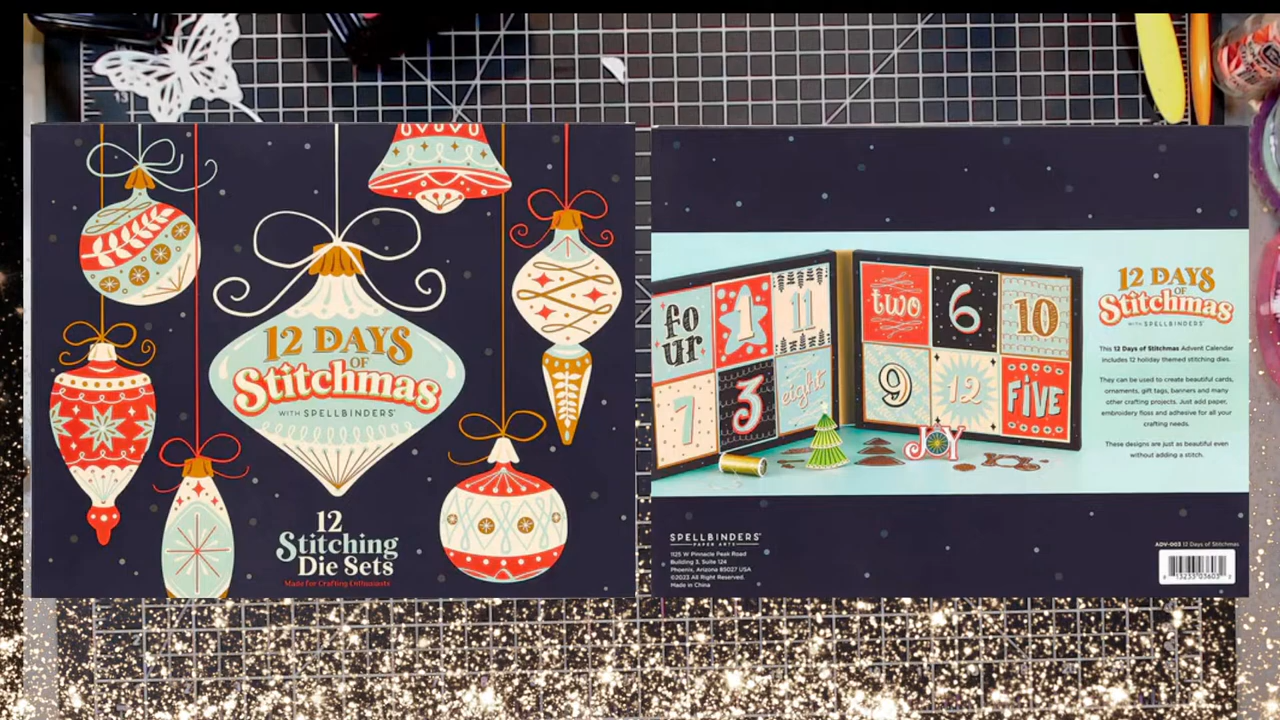 12 DAYS
OF
Stitchmas
WITH SPELLBINDERS®
12
Stitching
Die Sets
Made for Crafting Enthusiasts
fo
ur
1
11
7
3
eight
two
6
10
9
12
FiVE
JOY
12 DAYS
OF
Stitchmas
WITH SPELLBINDERS®
This 12 Days of Stitchmas Advent Calendar
includes 12 holiday themed stitching dies.
They can be used to create beautiful cards,
ornaments, gift tags, banners and many
other crafting projects. Just add paper,
embroidery floss and adhesive for all your
crafting needs.
These designs are just as beautiful even
without adding a stitch.
SPELLBINDERS®
PAPER ARTS
1125 W Pinnacle Peak Road
Building 3, Suite 124
Phoenix, Arizona 85027 USA
©2023 All Right Reserved.
Made in China
ADV-003 12 Days of Stitchmas